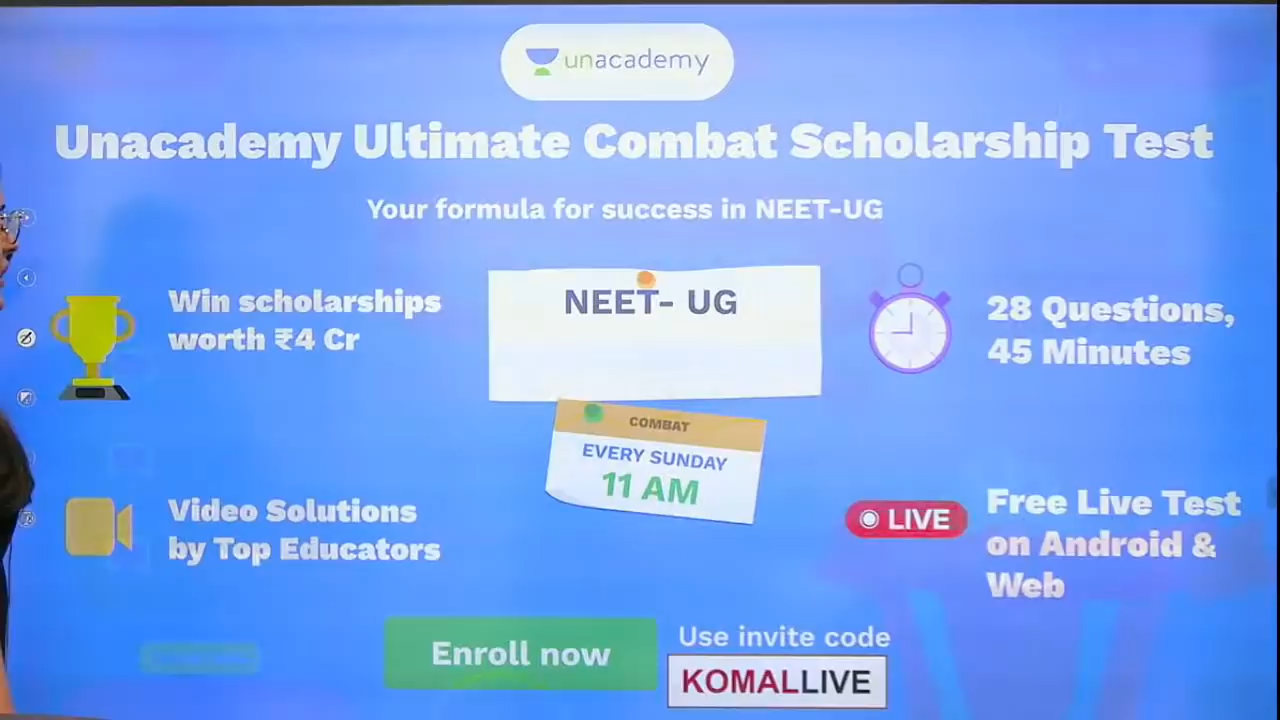 unacademy
Unacademy Ultimate Combat Scholarship Test
Your formula for success in NEET-UG
Win scholarships
worth ₹4 Cr
NEET- UG
28 Questions,
45 Minutes
COMBAT
EVERY SUNDAY
11 AM
Video Solutions
by Top Educators
LIVE
Free Live Test
on Android &
Web
Enroll now
Use invite code
KOMALLIVE